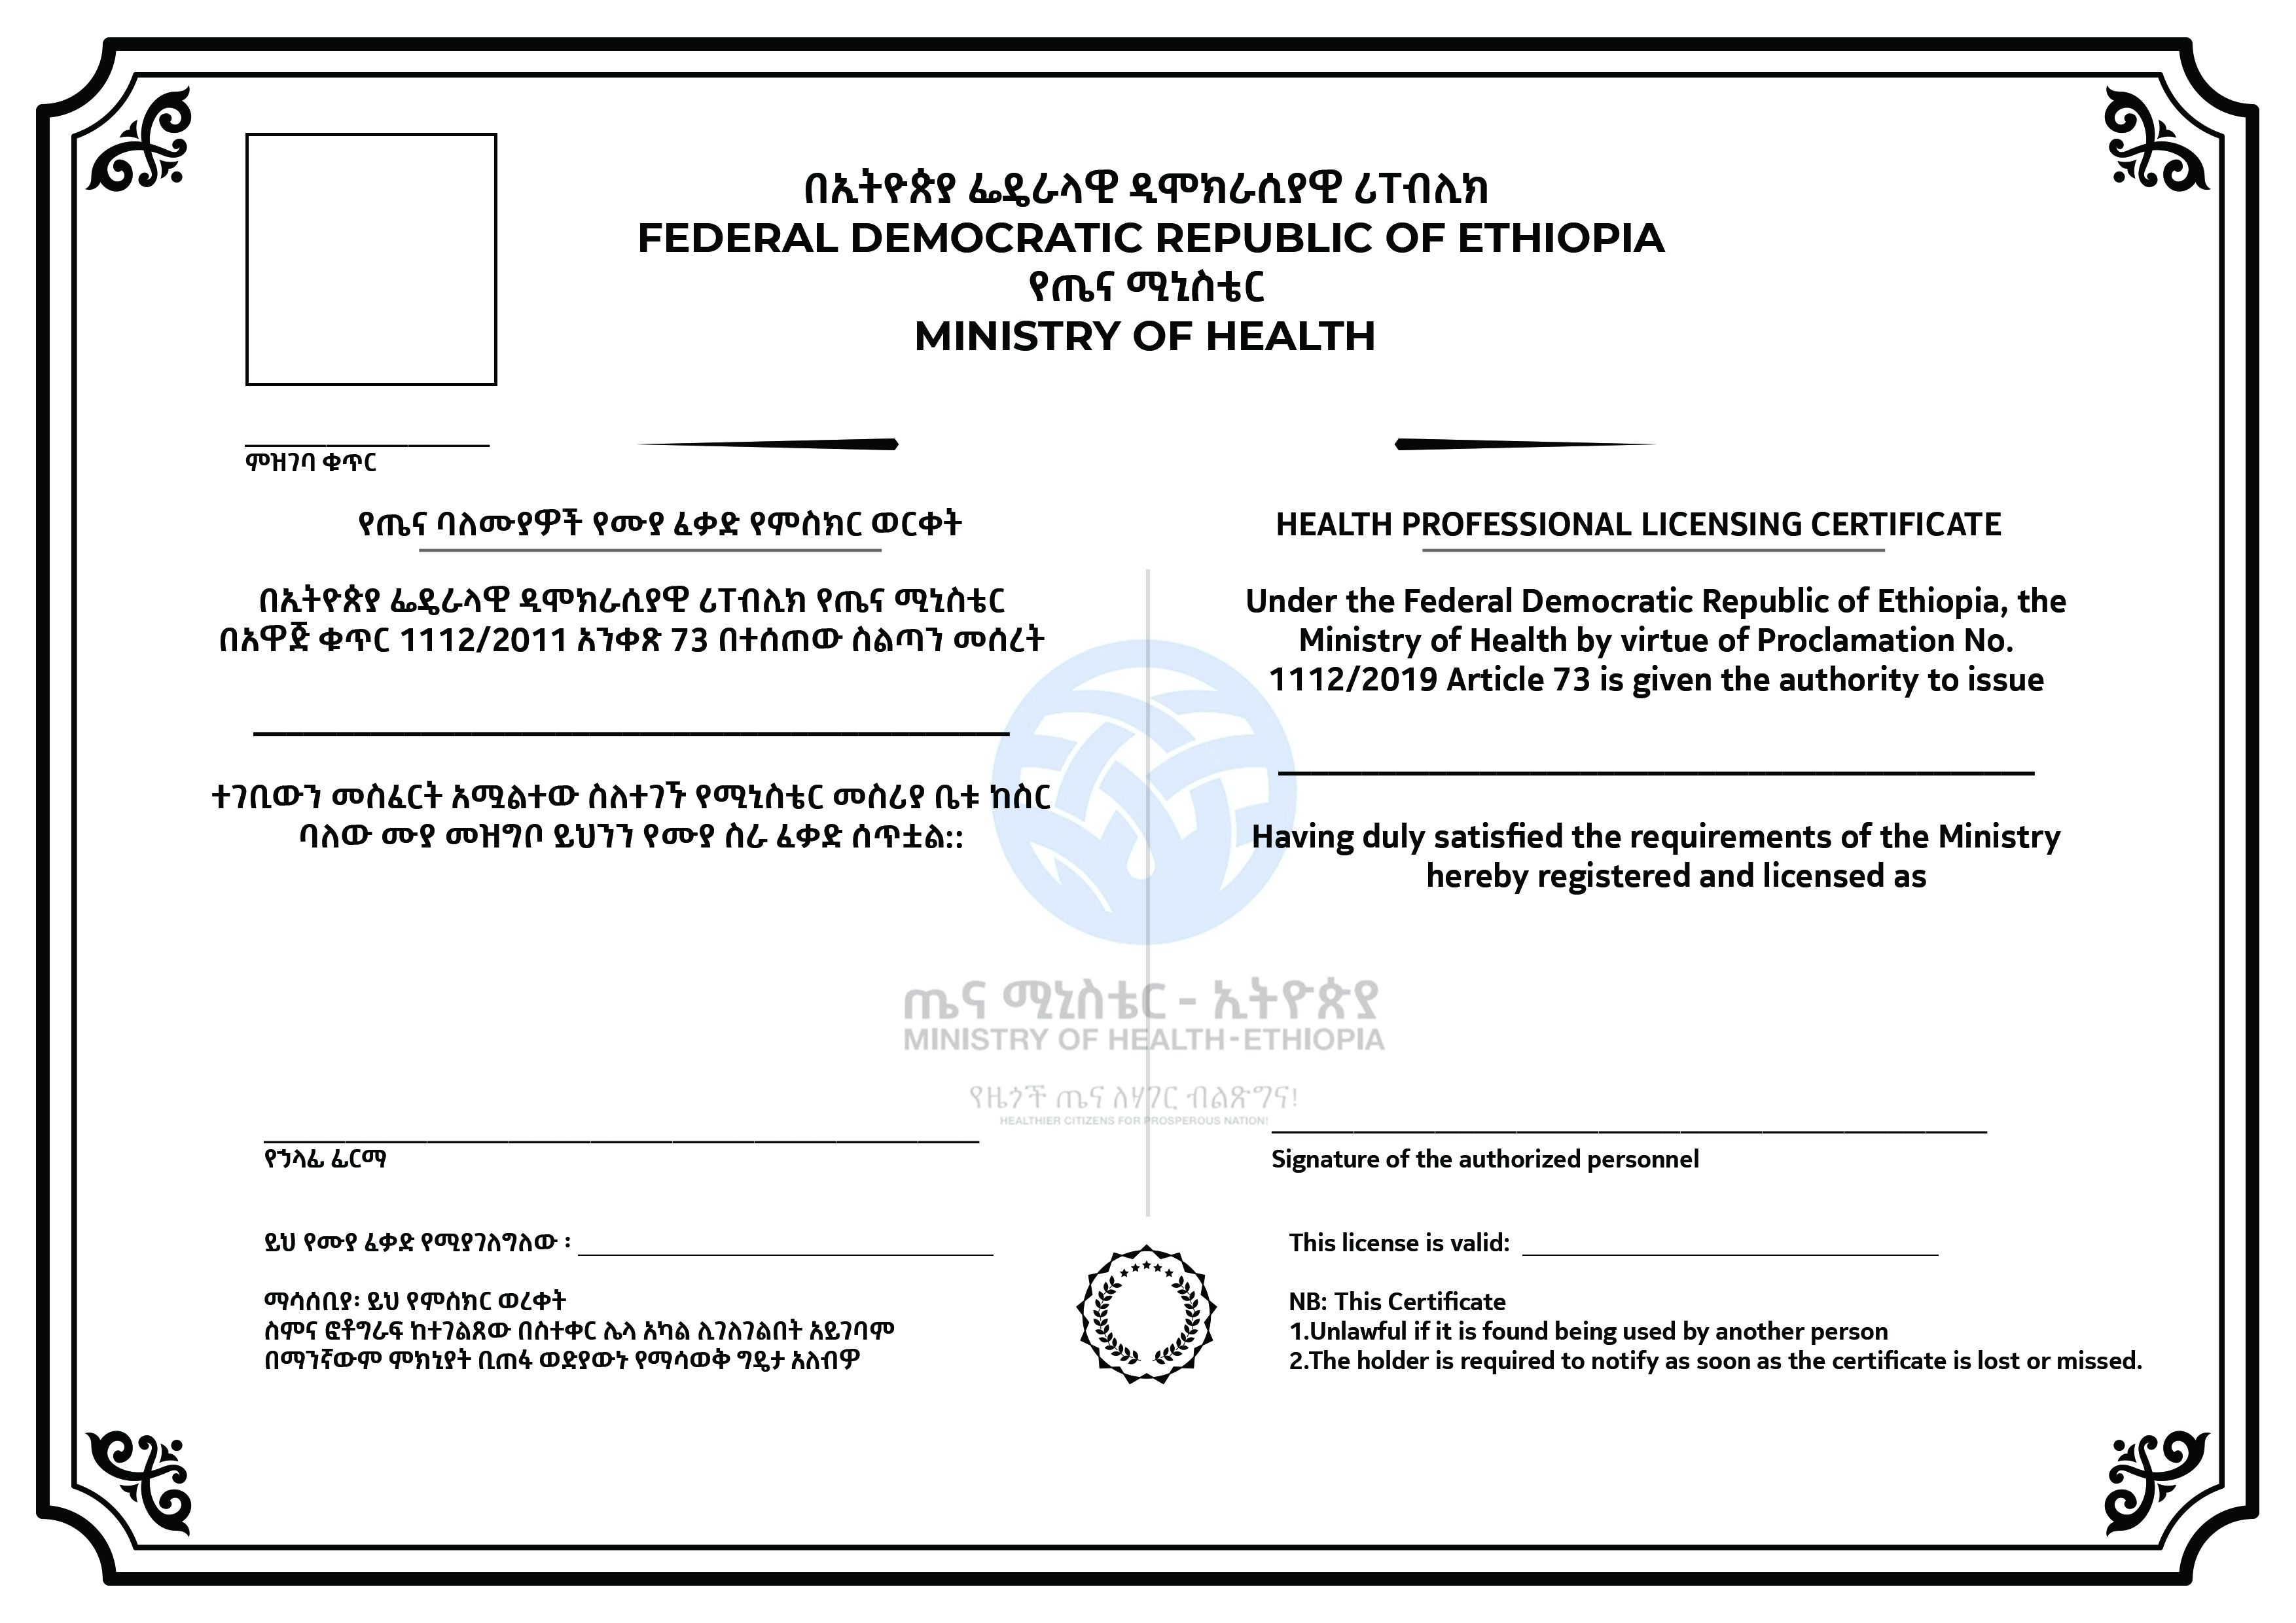 በኢትዮጵያ ፌዴራላዊ ዲሞክራሲያዊ ሪፐብሊክ
FEDERAL DEMOCRATIC REPUBLIC OF ETHIOPIA
የጤና ሚኒስቴር
MINISTRY OF HEALTH
ምዝገባ ቁጥር
የጤና ባለሙያዎች የሙያ ፈቃድ የምስክር ወርቀት
በኢትዮጵያ ፌዴራላዊ ዲሞክራሲያዊ ሪፐብሊክ የጤና ሚኒስቴር
በአዋጅ ቁጥር 1112/2011 አንቀጽ 73 በተሰጠው ስልጣን መሰረት
ተገቢውን መስፈርት አሟልተው ስለተገኙ የሚኒስቴር መስሪያ ቤቱ ከስር
ባለው ሙያ መዝግቦ ይህንን የሙያ ስራ ፈቃድ ሰጥቷል::
HEALTH PROFESSIONAL LICENSING CERTIFICATE
Under the Federal Democratic Republic of Ethiopia, the
Ministry of Health by virtue of Proclamation No.
1112/2019 Article 73 is given the authority to issue
Having duly satisfied the requirements of the Ministry
hereby registered and licensed as
ጤና ሚኒስቴር - ኢትዮጵያ
MINISTRY OF HEALTH-ETHIOPIA
የዜጎች ጤና ለሃገር ብልጽግና!
HEALTHIER CITIZENS FOR PROSPEROUS NATION!
የኃላፊ ፊርማ
ይህ የሙያ ፈቃድ የሚያገለግለው ፡
ማሳሰቢያ፡ ይህ የምስክር ወረቀት
ስምና ፎቶግራፍ ከተገልጸው በስተቀር ሌላ አካል ሊገለገልበት አይገባም
በማንኛውም ምክኒያት ቢጠፋ ወድያውኑ የማሳወቅ ግዴታ አለብዎ
Signature of the authorized personnel
This license is valid:
NB: This Certificate
1.Unlawful if it is found being used by another person
2.The holder is required to notify as soon as the certificate is lost or missed.